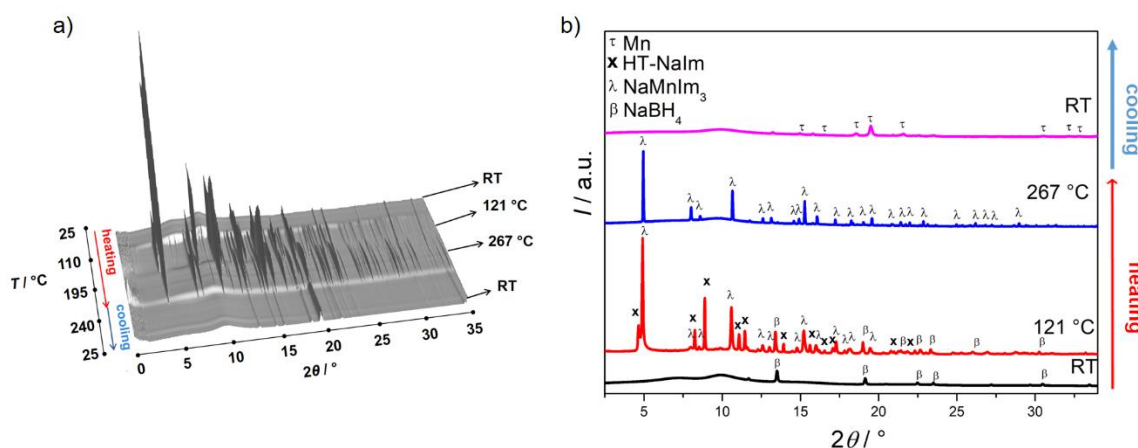 a)
RT
121 °C
267 °C
RT
25
110
195
240
25
T / °C
heating
cooling
0 5 10 15 20 25 30 35
2θ / °
b)
τ Mn
x HT-NaIm
λ NaMnIm₃
β NaBH₄
τ τ τ τ τ τ τ τ
RT
λ λ λ λ λ λ λ λ λ λ λ λ λ λ λ λ λ λ λ λ λ λ
267 °C
λ
x x λ λ x λ x x λ λ β x λ λ x λ x x λ λ λ β λ x β x β β β β
121 °C
β β β β β
RT
5 10 15 20 25 30
2θ / °
I / a.u.
cooling
heating